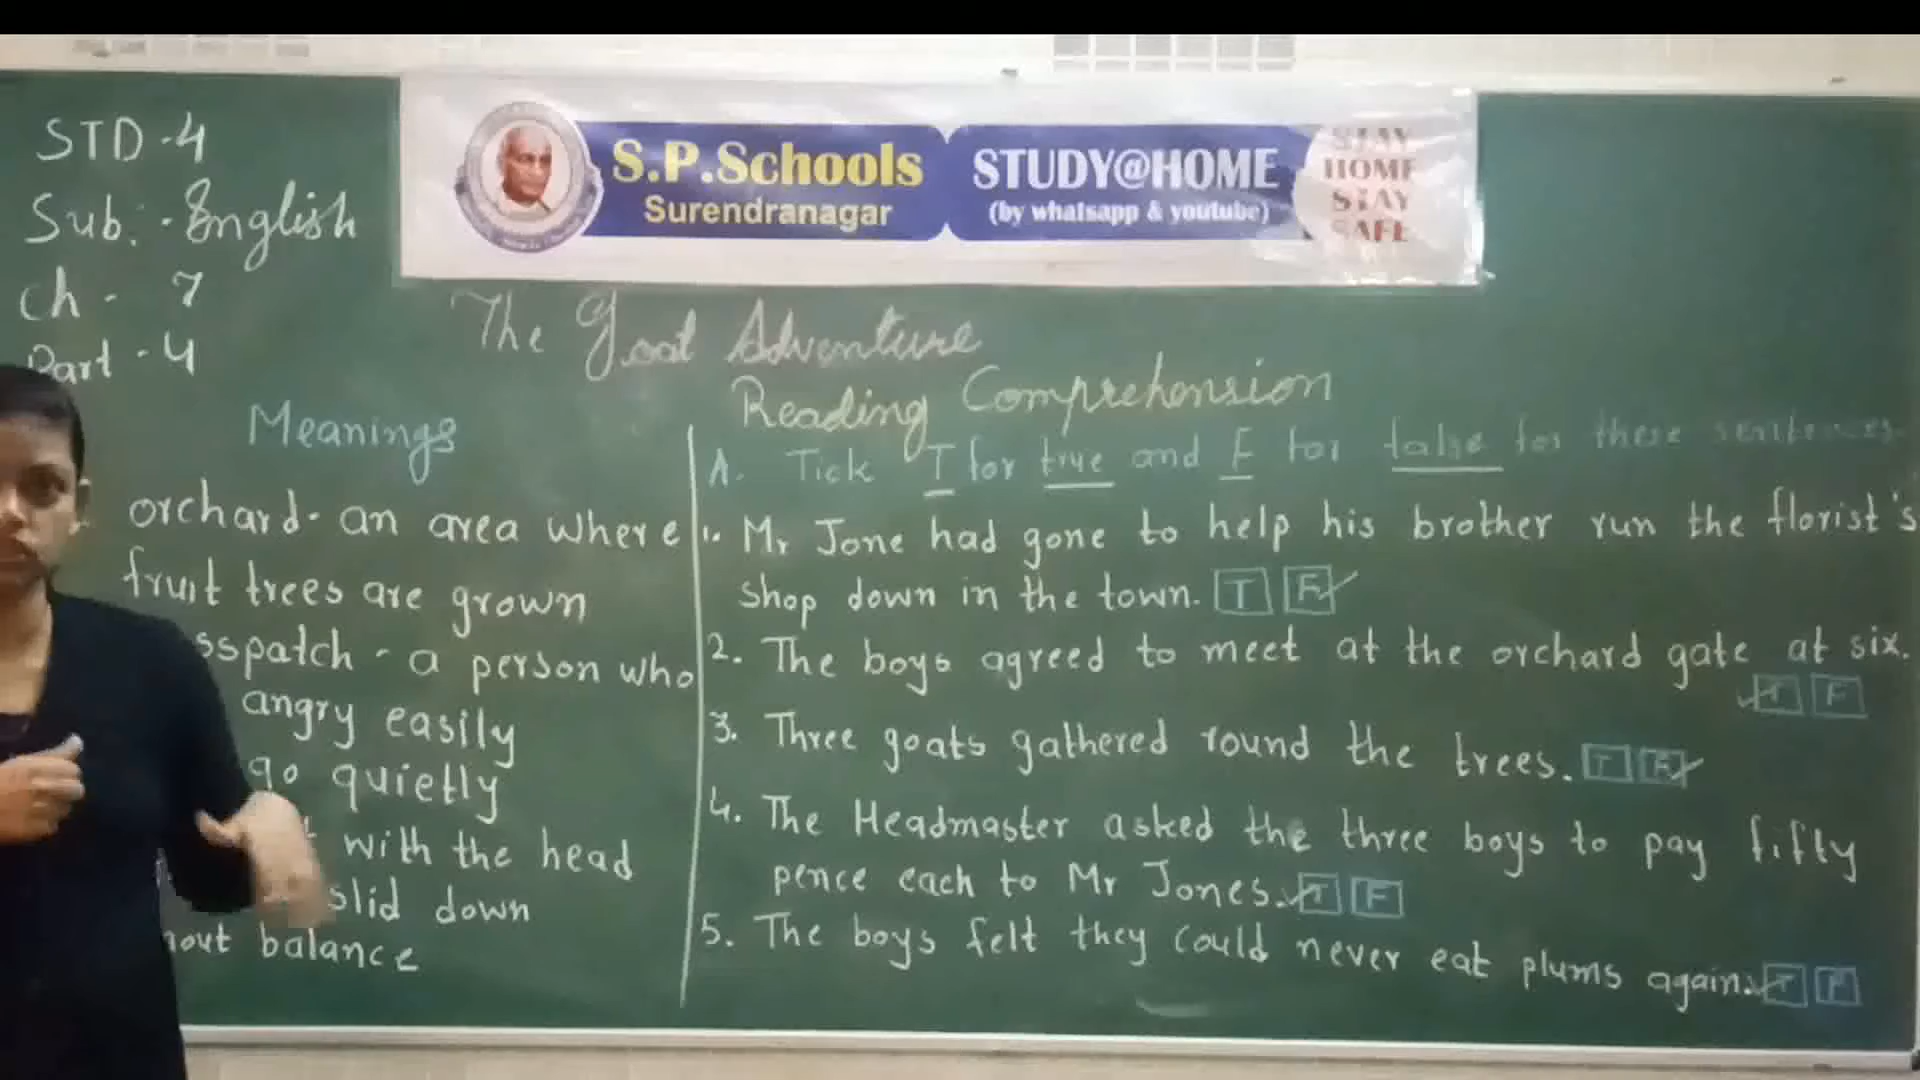 S.P.Schools
Surendranagar
STUDY@HOME
(by whatsapp & youtube)
STAY
HOME
STAY
SAFE
STD-4
Sub:- English
Ch- 7
Part-4
The Goat Adventure
Reading Comprehension
Meanings
orchard- an area where
fruit trees are grown
sspatch - a person who
angry easily
go quietly
with the head
slid down
hout balance
A. Tick T for true and F for false for these sentences.
1. Mr Jone had gone to help his brother run the florist's
shop down in the town. T F
2. The boys agreed to meet at the orchard gate at six.
T F
3. Three goats gathered round the trees. T F
4. The Headmaster asked the three boys to pay fifty
pence each to Mr Jones. T F
5. The boys felt they could never eat plums again. T F